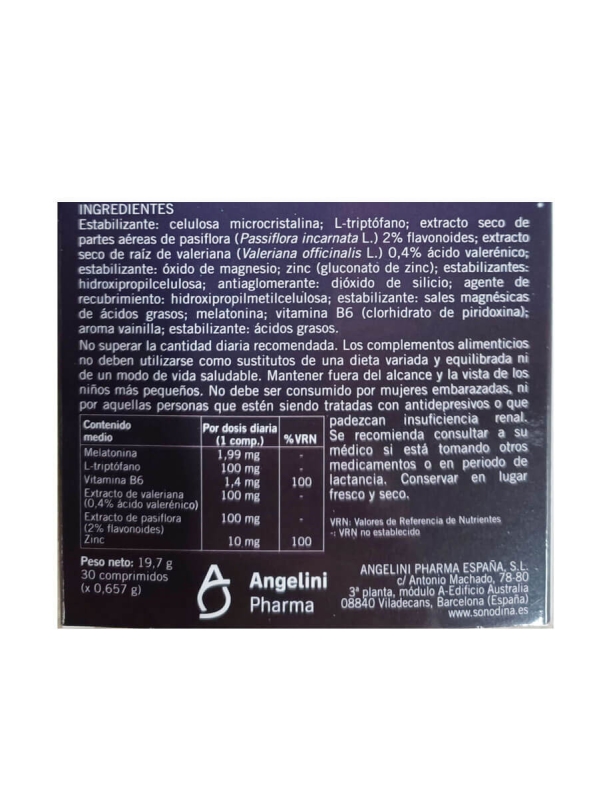 INGREDIENTES
Estabilizante: celulosa microcristalina; L-triptófano; extracto seco de
partes aéreas de pasiflora (Passiflora incarnata L.) 2% flavonoides; extracto
seco de raíz de valeriana (Valeriana officinalis L.) 0,4% ácido valerénico;
estabilizante: óxido de magnesio; zinc (gluconato de zinc); estabilizantes:
hidroxipropilcelulosa; antiaglomerante: dióxido de silicio; agente de
recubrimiento: hidroxipropilmetilcelulosa; estabilizante: sales magnésicas
de ácidos grasos; melatonina; vitamina B6 (clorhidrato de piridoxina);
aroma vainilla; estabilizante: ácidos grasos.
No superar la cantidad diaria recomendada. Los complementos alimenticios
no deben utilizarse como sustitutos de una dieta variada y equilibrada ni
de un modo de vida saludable. Mantener fuera del alcance y la vista de los
niños más pequeños. No debe ser consumido por mujeres embarazadas, ni
por aquellas personas que estén siendo tratadas con antidepresivos o que
padezcan insuficiencia renal.
Se recomienda consultar a su
médico si está tomando otros
medicamentos o en periodo de
lactancia. Conservar en lugar
fresco y seco.
Contenido medio Por dosis diaria (1 comp.) %VRN
Melatonina 1,99 mg -
L-triptófano 100 mg -
Vitamina B6 1,4 mg 100
Extracto de valeriana 100 mg -
(0,4% ácido valerénico)
Extracto de pasiflora 100 mg -
(2% flavonoides)
Zinc 10 mg 100
VRN: Valores de Referencia de Nutrientes
-: VRN no establecido
Peso neto: 19,7 g
30 comprimidos
(x 0,657 g)
Angelini
Pharma
ANGELINI PHARMA ESPAÑA, S.L.
c/ Antonio Machado, 78-80
3ª planta, módulo A-Edificio Australia
08840 Viladecans, Barcelona (España)
www.sonodina.es